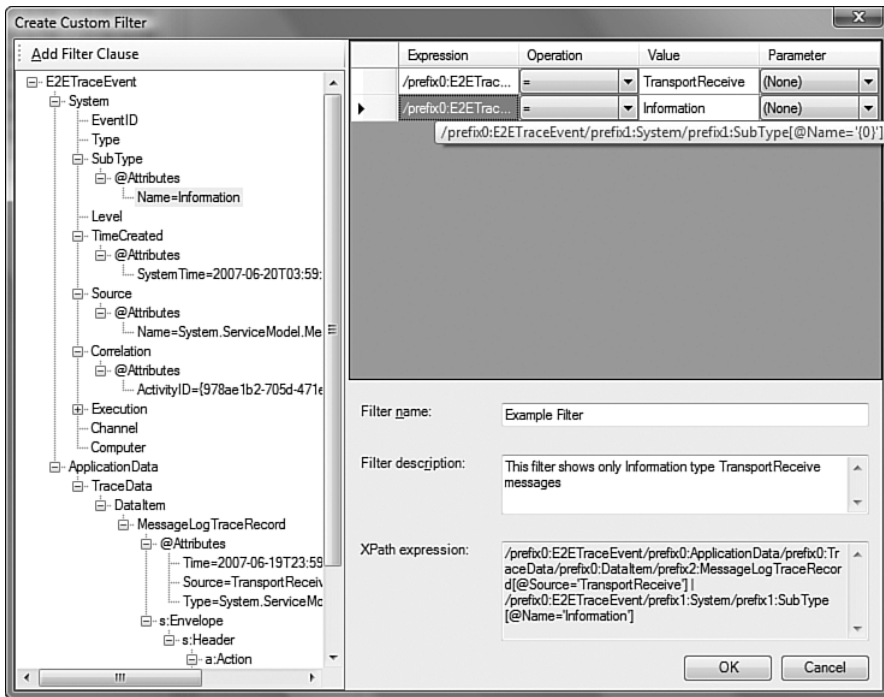 Create Custom Filter
Add Filter Clause
E2ETraceEvent
System
EventID
Type
SubType
@Attributes
Name=Information
Level
TimeCreated
@Attributes
SystemTime=2007-06-20T03:59:
Source
@Attributes
Name=System.ServiceModel.Me
Correlation
@Attributes
ActivityID={978ae1b2-705d-471e
Execution
Channel
Computer
ApplicationData
TraceData
DataItem
MessageLogTraceRecord
@Attributes
Time=2007-06-19T23:59
Source=TransportReceiv
Type=System.ServiceMo
s:Envelope
s:Header
a:Action
Expression Operation Value Parameter
/prefix0:E2ETrac... = TransportReceive (None)
/prefix0:E2ETrac... = Information (None)
/prefix0:E2ETraceEvent/prefix1:System/prefix1:SubType[@Name='{0}']
Filter name: Example Filter
Filter description: This filter shows only Information type TransportReceive
messages
XPath expression: /prefix0:E2ETraceEvent/prefix0:ApplicationData/prefix0:Tr
aceData/prefix0:DataItem/prefix2:MessageLogTraceRecor
d[@Source='TransportReceive'] |
/prefix0:E2ETraceEvent/prefix1:System/prefix1:SubType
[@Name='Information']
OK Cancel